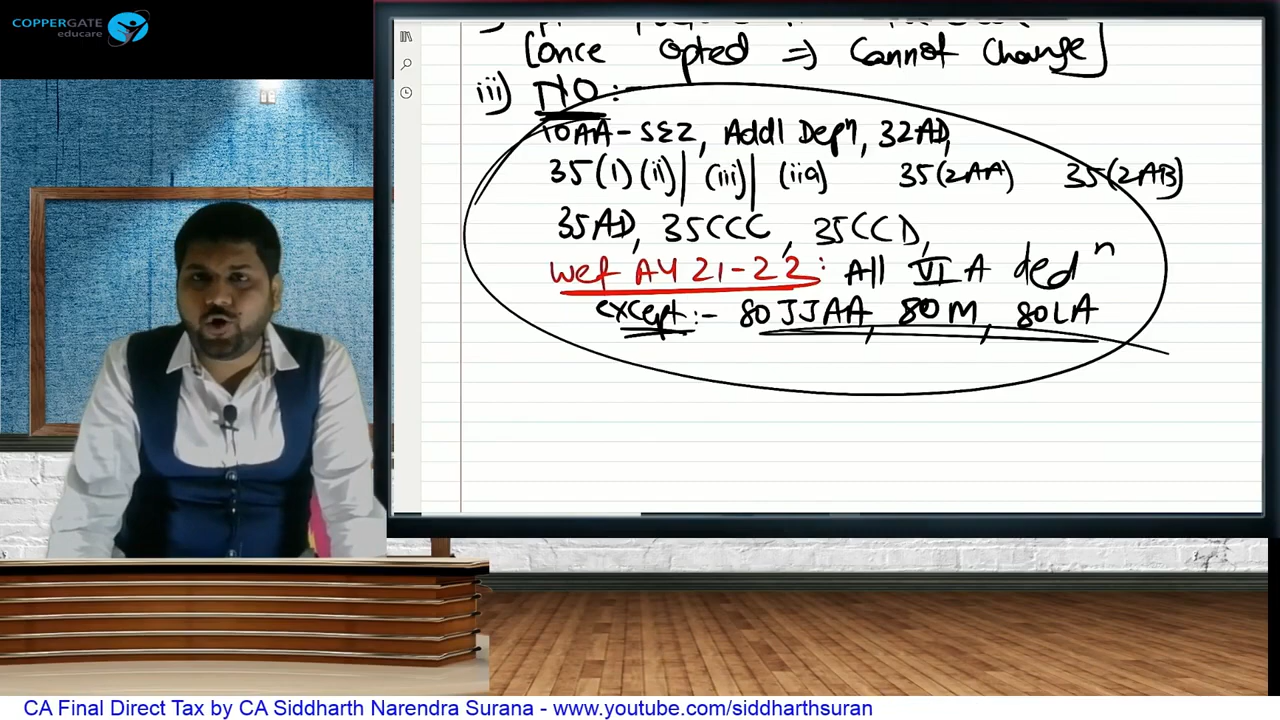 COPPERGATE
educare
[once opted => Cannot Change]
iii) NO :-
10AA - SEZ, Addl Depn, 32AD,
35(1)(ii) | (iii) | (iia) 35(2AA) 35(2AB)
35AD, 35CCC, 35CCD,
wef AY 21-22: All VI A dedn
except :- 80JJAA, 80M, 80LA
CA Final Direct Tax by CA Siddharth Narendra Surana - www.youtube.com/siddharthsuran